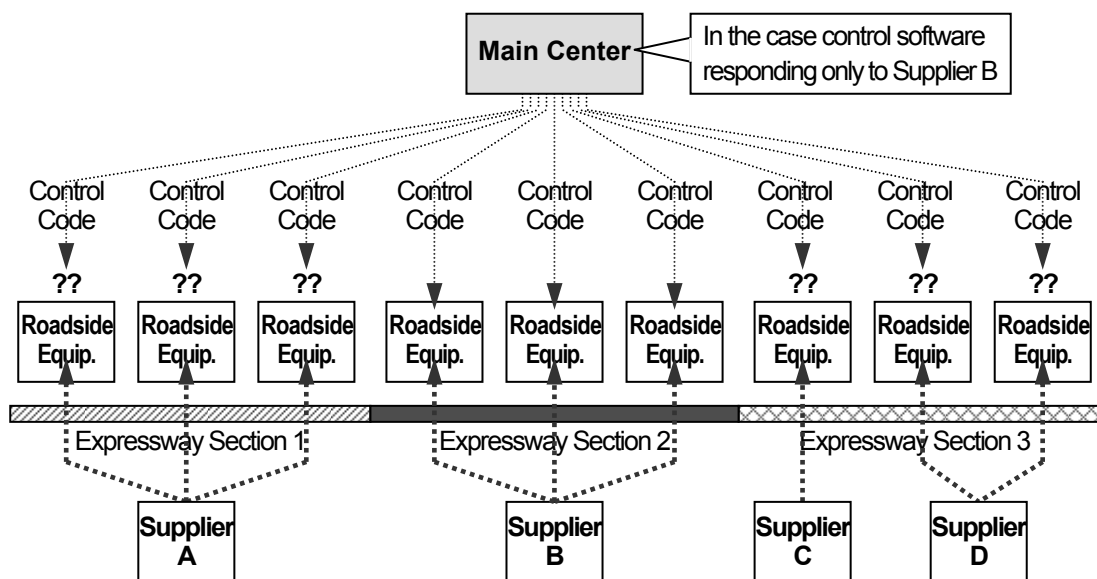 Main Center
In the case control software
responding only to Supplier B
Control
Code
Control
Code
Control
Code
Control
Code
Control
Code
Control
Code
Control
Code
Control
Code
Control
Code
??
??
??
??
??
??
Roadside
Equip.
Roadside
Equip.
Roadside
Equip.
Roadside
Equip.
Roadside
Equip.
Roadside
Equip.
Roadside
Equip.
Roadside
Equip.
Roadside
Equip.
Expressway Section 1
Expressway Section 2
Expressway Section 3
Supplier
A
Supplier
B
Supplier
C
Supplier
D